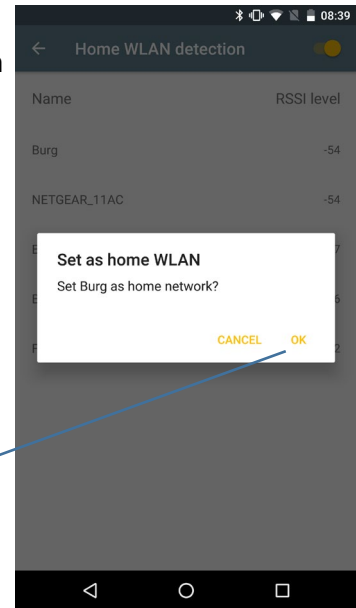 08:39
Home WLAN detection
Name RSSI level
Burg -54
NETGEAR_11AC -54
Set as home WLAN
Set Burg as home network?
CANCEL OK